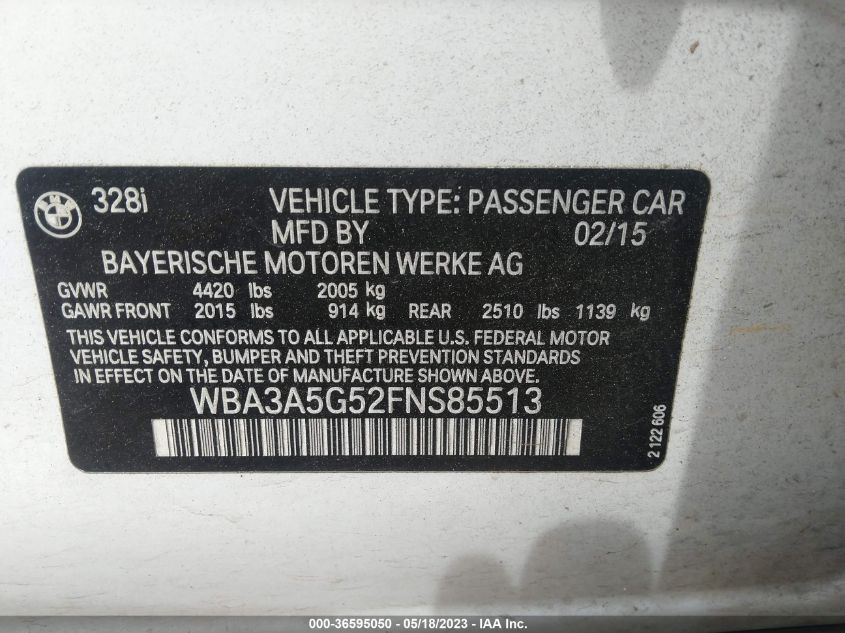 328i VEHICLE TYPE: PASSENGER CAR
MFD BY 02/15
BAYERISCHE MOTOREN WERKE AG
GVWR 4420 lbs 2005 kg
GAWR FRONT 2015 lbs 914 kg REAR 2510 lbs 1139 kg
THIS VEHICLE CONFORMS TO ALL APPLICABLE U.S. FEDERAL MOTOR
VEHICLE SAFETY, BUMPER AND THEFT PREVENTION STANDARDS
IN EFFECT ON THE DATE OF MANUFACTURE SHOWN ABOVE.
WBA3A5G52FNS85513
2 122 606
000-36595050 - 05/18/2023 - IAA Inc.